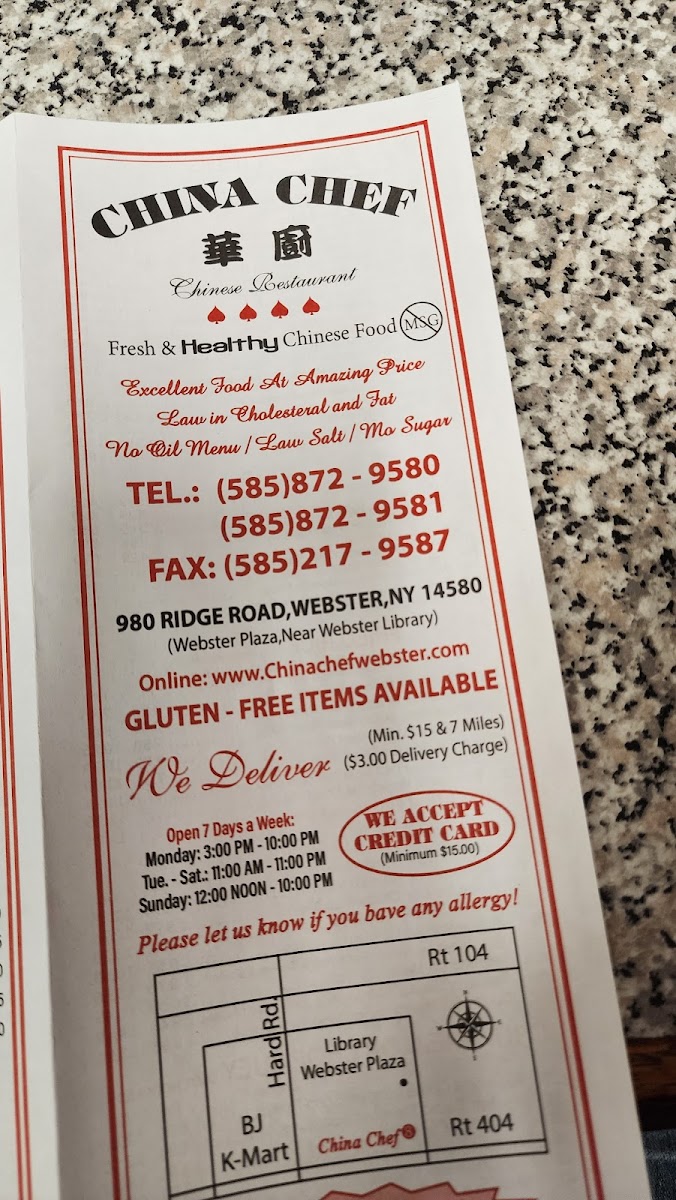 CHINA CHEF
華 廚
Chinese Restaurant
Fresh & Healthy Chinese Food MSG
Excellent Food At Amazing Price
Law in Cholesteral and Fat
No Oil Menu / Law Salt / Mo Sugar
TEL.: (585)872 - 9580
(585)872 - 9581
FAX: (585)217 - 9587
980 RIDGE ROAD,WEBSTER,NY 14580
(Webster Plaza,Near Webster Library)
Online: www.Chinachefwebster.com
GLUTEN - FREE ITEMS AVAILABLE
We Deliver
(Min. $15 & 7 Miles)
($3.00 Delivery Charge)
Open 7 Days a Week:
Monday: 3:00 PM - 10:00 PM
Tue. - Sat.: 11:00 AM - 11:00 PM
Sunday: 12:00 NOON - 10:00 PM
WE ACCEPT
CREDIT CARD
(Minimum $15.00)
Please let us know if you bave any allergy!
Rt 104
Hard Rd.
Library
Webster Plaza
BJ
K-Mart
China Chef
Rt 404